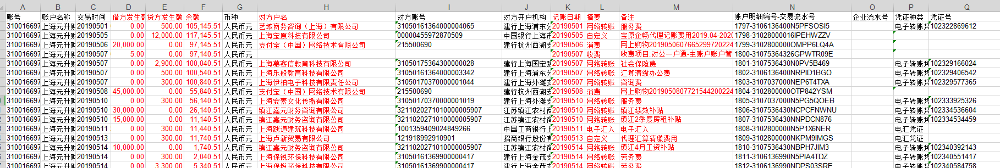 A B C D E F G H I J K L M N O P Q
账号 账户名称 交易时间 借方发生额 贷方发生额 余额 币种 对方户名 对方账号 对方开户机构 记账日期 摘要 备注 账户明细编号-交易流水号 企业流水号 凭证种类 凭证号
310016697 上海元升财 20190501 0.00 500.00 105,145.51 人民币元 艺域商务咨询（上海）有限公司 31050161364000004065 建行上海浦东分 20190501 网络转账 服务费 1797-3106136400N5PFSOSI5 电子转账凭 102322869612
310016697 上海元升财 20190505 0.00 12,000.00 117,145.51 人民币元 上海宝原科技有限公司 00000455972870509 中国银行上海市 20190505 自定义 宝原企畅代理记账费用2019.04-2020 1798-31028000016IPEHWZZV
310016697 上海元升财 20190506 20,000.00 0.00 97,145.51 人民币元 支付宝（中国）网络技术有限公司 215500690 建行杭州西湖支 20190506 消费 网上购物2019050607665299720224 1799-3102800000OMPP6LQ4A
310016697 上海元升财 20190507 5.00 0.00 97,140.51 人民币元 20190507 收费 收费项目:对公一户通-主账户账户管 1800-31075364326GPWTR09E
310016697 上海元升财 20190507 0.00 2,900.00 100,040.51 人民币元 上海慕客信教育科技有限公司 31050175364300000028 建行上海国定路 20190507 网络转账 社会保险费 1801-3107536430N0PV5B469 电子转账凭 102329166024
310016697 上海元升财 20190507 0.00 500.00 100,540.51 人民币元 上海乐般教育科技有限公司 31050161364000003342 建行上海浦东分 20190507 网络转账 汇算清缴办公费 1802-3106136400NRPID1BGO 电子转账凭 102329406542
310016697 上海元升财 20190507 0.00 300.00 100,840.51 人民币元 上海伊柏电子科技有限责任公司 31050170370000001044 建行上海外滩支 20190507 网络转账 咨询费 1803-3107037000NEP6T4TXA 电子转账凭 102329577365
310016697 上海元升财 20190508 45,000.00 0.00 55,840.51 人民币元 支付宝（中国）网络技术有限公司 215500690 建行杭州西湖支 20190508 消费 网上购物2019050807721544200224 1804-3102800000OTP842YSM
310016697 上海元升财 20190510 0.00 300.00 56,140.51 人民币元 上海安素文化传播有限公司 31050170370000001019 建行上海外滩支 20190510 网络转账 服务费 1805-3107037000N5PG5QOEB 电子转账凭 102333925326
310016697 上海元升财 20190510 30,000.00 0.00 26,140.51 人民币元 镇江嘉元财务咨询有限公司 3211020271010000005907 江苏镇江农村商 20190510 网络转账 镇江绩效补贴 1806-3107536430NCPCFNWNU 电子转账凭 102334536604
310016697 上海元升财 20190510 15,000.00 0.00 11,140.51 人民币元 镇江嘉元财务咨询有限公司 3211020271010000005907 江苏镇江农村商 20190510 网络转账 镇江2季度房租补贴 1807-3107536430NNPDCN876 电子转账凭 102334534459
310016697 上海元升财 20190511 0.00 300.00 11,440.51 人民币元 上海践道建筑科技有限公司 1001359409024849266 中国工商银行上 20190511 电子汇入 电子汇入 1808-3102800000N5P1X6NER 电汇凭证
310016697 上海元升财 20190513 0.00 300.00 11,740.51 人民币元 上海卢新贸易有限公司 121918992910901 招商银行股份有 20190513 自定义 代理汇算清缴费用 1809-3102800000NKPM9IMGS 电汇凭证
310016697 上海元升财 20190514 10,000.00 0.00 1,740.51 人民币元 镇江嘉元财务咨询有限公司 3211020271010000005907 江苏镇江农村商 20190514 网络转账 镇江4月工资补贴 1810-3107536430NBPH7JIM3 电子转账凭 102340392143
310016697 上海元升财 20190514 0.00 300.00 2,040.51 人民币元 上海保锐环保科技有限公司 31050161369900000417 建行上海金茂支 20190514 网络转账 劳务费 1811-3106136990N5PIA4TDZ 电子转账凭 102340551417
310016697 上海元升财 20190514 0.00 3,300.00 5,340.51 人民币元 上海保锐环保科技有限公司 31050161369900000417 建行上海金茂支 20190514 网络转账 劳务费 1812-3106136990NDPS03SRE 电子转账凭 102340584758